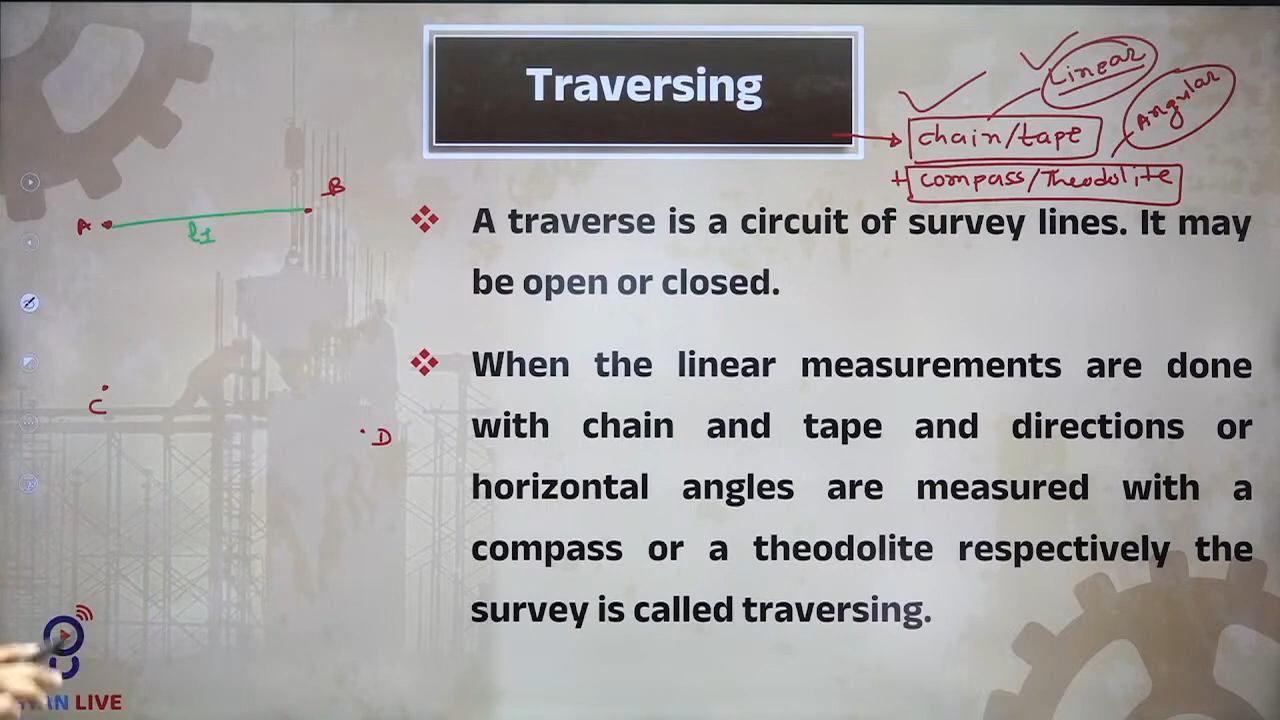 Traversing
Linear
Angular
chain/tape
+ compass/Theodolite
A
B
l1
C
D
A traverse is a circuit of survey lines. It may
be open or closed.
When the linear measurements are done
with chain and tape and directions or
horizontal angles are measured with a
compass or a theodolite respectively the
survey is called traversing.
AN LIVE